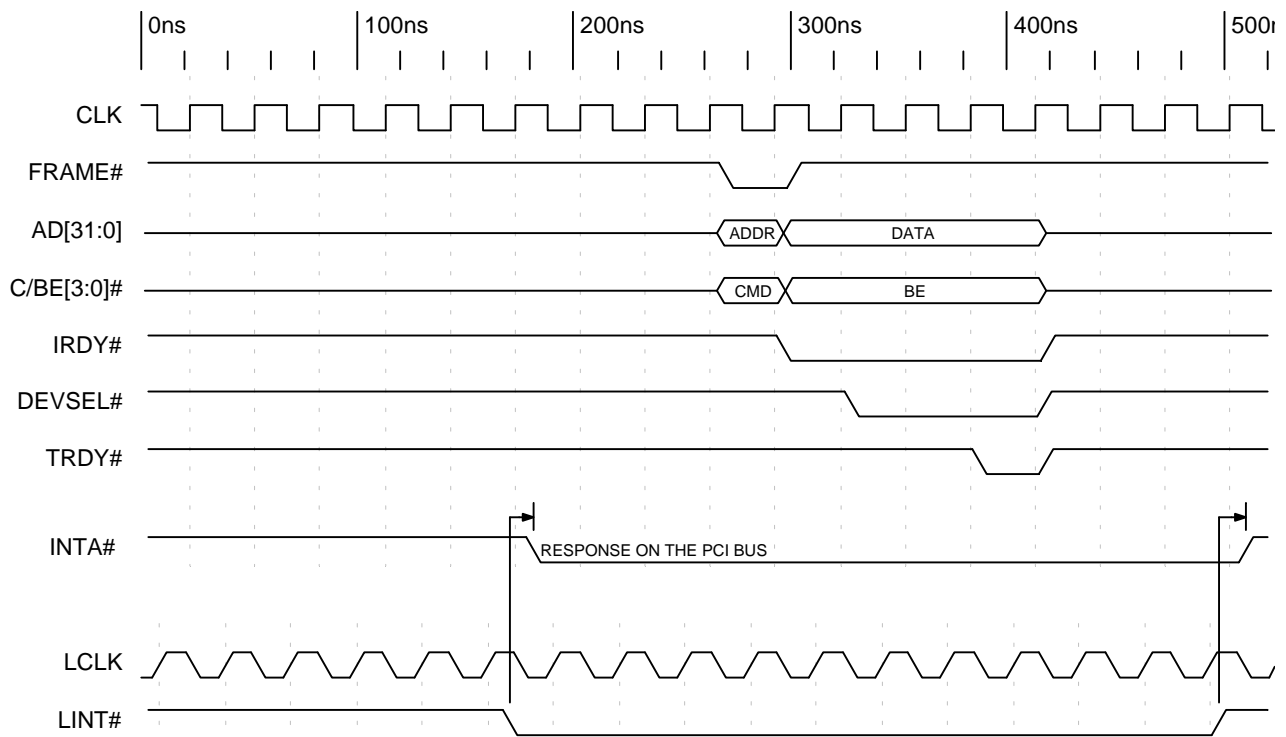 0ns 100ns 200ns 300ns 400ns 500n
CLK
FRAME#
AD[31:0] ADDR DATA
C/BE[3:0]# CMD BE
IRDY#
DEVSEL#
TRDY#
INTA# RESPONSE ON THE PCI BUS
LCLK
LINT#